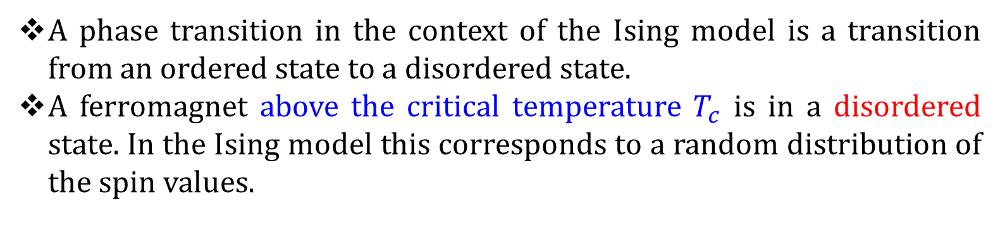 ❖A phase transition in the context of the Ising model is a transition
from an ordered state to a disordered state.
❖A ferromagnet above the critical temperature T_c is in a disordered
state. In the Ising model this corresponds to a random distribution of
the spin values.